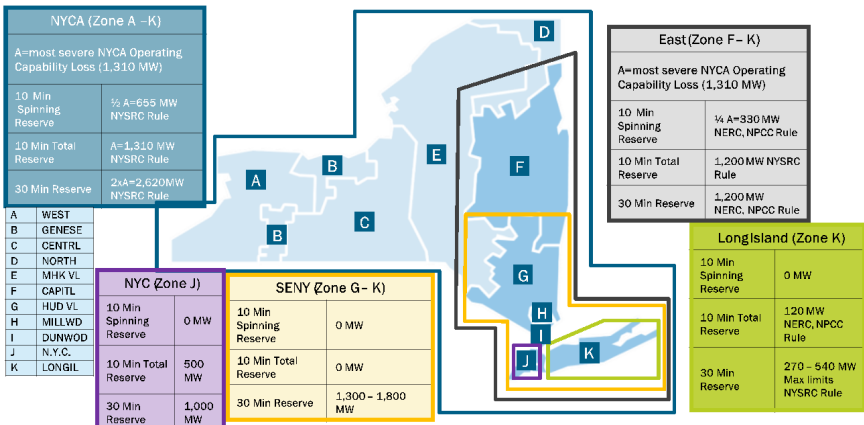 NYCA (Zone A –K)
A=most severe NYCA Operating
Capability Loss (1,310 MW)
10 Min
Spinning
Reserve
½ A=655 MW
NYSRC Rule
10 Min Total
Reserve
A=1,310 MW
NYSRC Rule
30 Min Reserve
2xA=2,620MW
NYSRC Rule
A WEST
B GENESE
C CENTRL
D NORTH
E MHK VL
F CAPITL
G HUD VL
H MILLWD
I DUNWOD
J N.Y.C.
K LONGIL
NYC (Zone J)
10 Min
Spinning
Reserve
0 MW
10 Min Total
Reserve
500
MW
30 Min
Reserve
1,000
MW
SENY (Zone G– K)
10 Min
Spinning
Reserve
0 MW
10 Min Total
Reserve
0 MW
30 Min Reserve
1,300 – 1,800
MW
D
B
E
A
F
C
B
G
H
I
J
K
East (Zone F– K)
A=most severe NYCA Operating
Capability Loss (1,310 MW)
10 Min
Spinning
Reserve
¼ A=330 MW
NERC, NPCC Rule
10 Min Total
Reserve
1,200 MW NYSRC
Rule
30 Min Reserve
1,200 MW
NERC, NPCC Rule
Long Island (Zone K)
10 Min
Spinning
Reserve
0 MW
10 Min Total
Reserve
120 MW
NERC, NPCC
Rule
30 Min
Reserve
270 – 540 MW
Max limits
NYSRC Rule